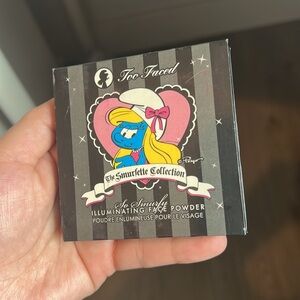 Too Faced
The Smurfette Collection
So Smurfy
ILLUMINATING FACE POWDER
POUDRE ENLUMINEUSE POUR LE VISAGE